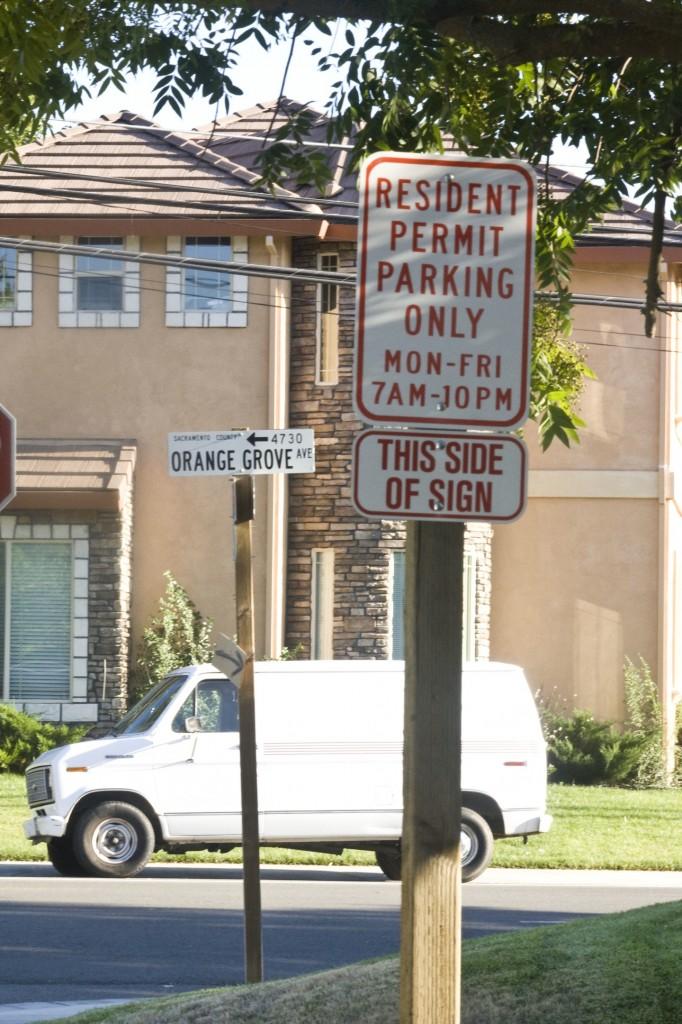 RESIDENT
PERMIT
PARKING
ONLY
MON-FRI
7AM-10PM
THIS SIDE
OF SIGN
SACRAMENTO COUNTY 4730
ORANGE GROVE AVE